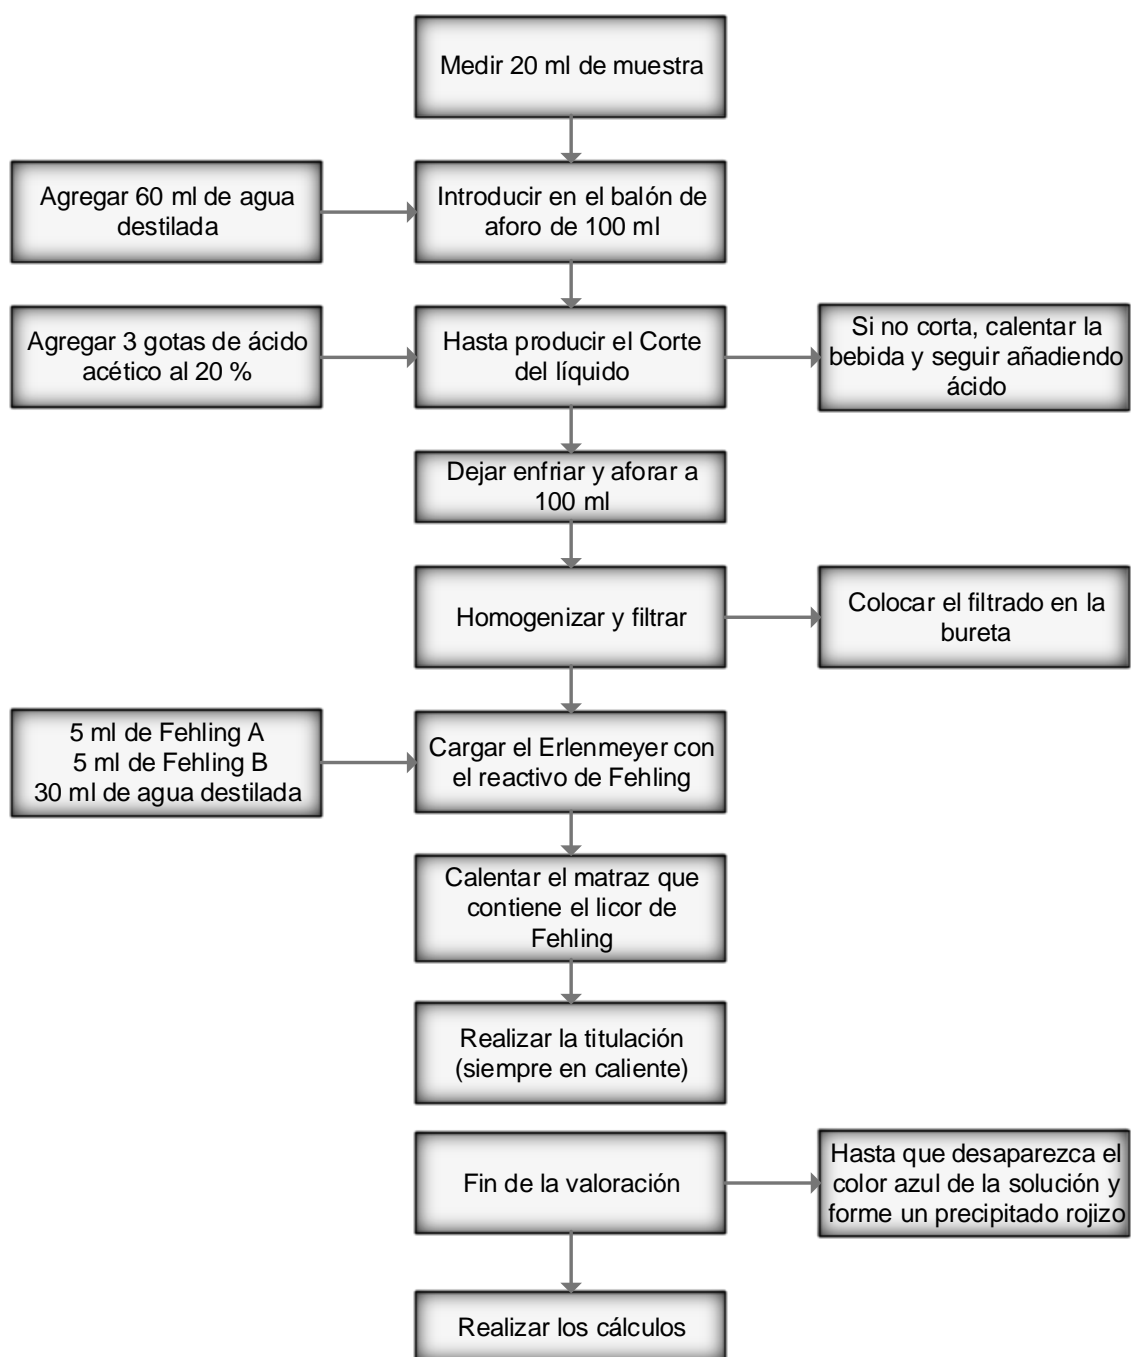 Medir 20 ml de muestra
Agregar 60 ml de agua
destilada
Introducir en el balón de
aforo de 100 ml
Agregar 3 gotas de ácido
acético al 20 %
Hasta producir el Corte
del líquido
Si no corta, calentar la
bebida y seguir añadiendo
ácido
Dejar enfriar y aforar a
100 ml
Homogenizar y filtrar
Colocar el filtrado en la
bureta
5 ml de Fehling A
5 ml de Fehling B
30 ml de agua destilada
Cargar el Erlenmeyer con
el reactivo de Fehling
Calentar el matraz que
contiene el licor de
Fehling
Realizar la titulación
(siempre en caliente)
Fin de la valoración
Hasta que desaparezca el
color azul de la solución y
forme un precipitado rojizo
Realizar los cálculos